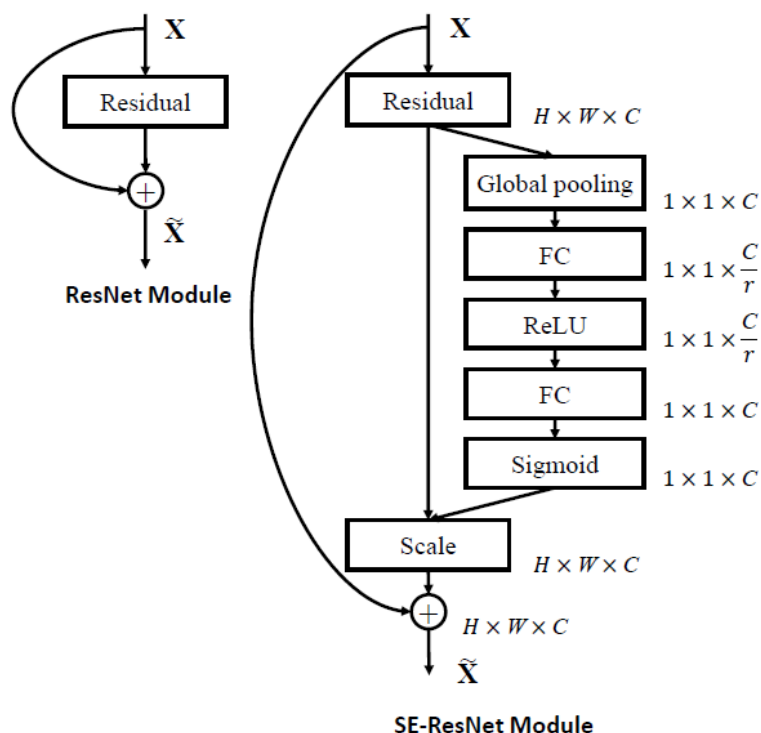 X
Residual
+
X̃
ResNet Module
X
Residual
H × W × C
Global pooling
1 × 1 × C
FC
1 × 1 × C/r
ReLU
1 × 1 × C/r
FC
1 × 1 × C
Sigmoid
1 × 1 × C
Scale
H × W × C
+
H × W × C
X̃
SE-ResNet Module